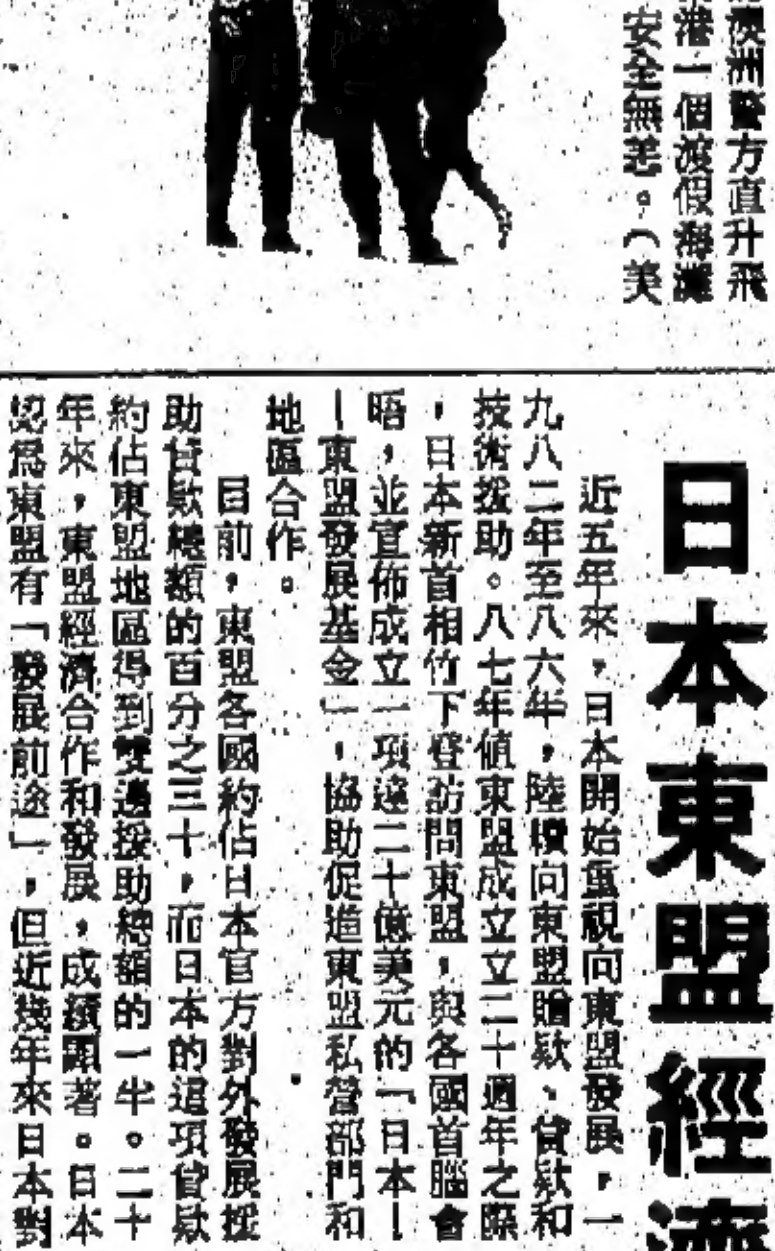 澳洲警方直升飛
港一個渡假海灘
安全無恙。(美
日本東盟經濟
近五年來,日本開始重視向東盟發展,一
九八二年至八六年,陸續向東盟贈欵、貸欵和
技術援助。八七年值東盟成立立二十週年之際
,日本新首相竹下登訪問東盟,與各國首腦會
晤,並宣佈成立一項達二十億美元的「日本—
—東盟發展基金」,協助促進東盟私營部門和
地區合作。
目前,東盟各國約佔日本官方對外發展援
助貸欵總額的百分之三十,而日本的這項貸欵
約佔東盟地區得到雙邊援助總額的一半。二十
年來,東盟經濟合作和發展,成績顯著。日本
認爲東盟有「發展前途」,但近幾年來日本對